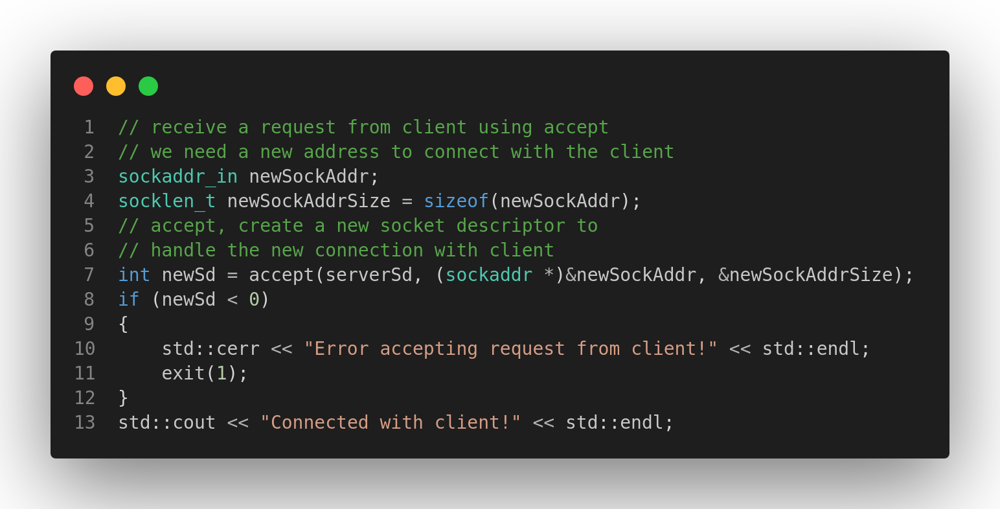 1 // receive a request from client using accept
2 // we need a new address to connect with the client
3 sockaddr_in newSockAddr;
4 socklen_t newSockAddrSize = sizeof(newSockAddr);
5 // accept, create a new socket descriptor to
6 // handle the new connection with client
7 int newSd = accept(serverSd, (sockaddr *)&newSockAddr, &newSockAddrSize);
8 if (newSd < 0)
9 {
10     std::cerr << "Error accepting request from client!" << std::endl;
11     exit(1);
12 }
13 std::cout << "Connected with client!" << std::endl;